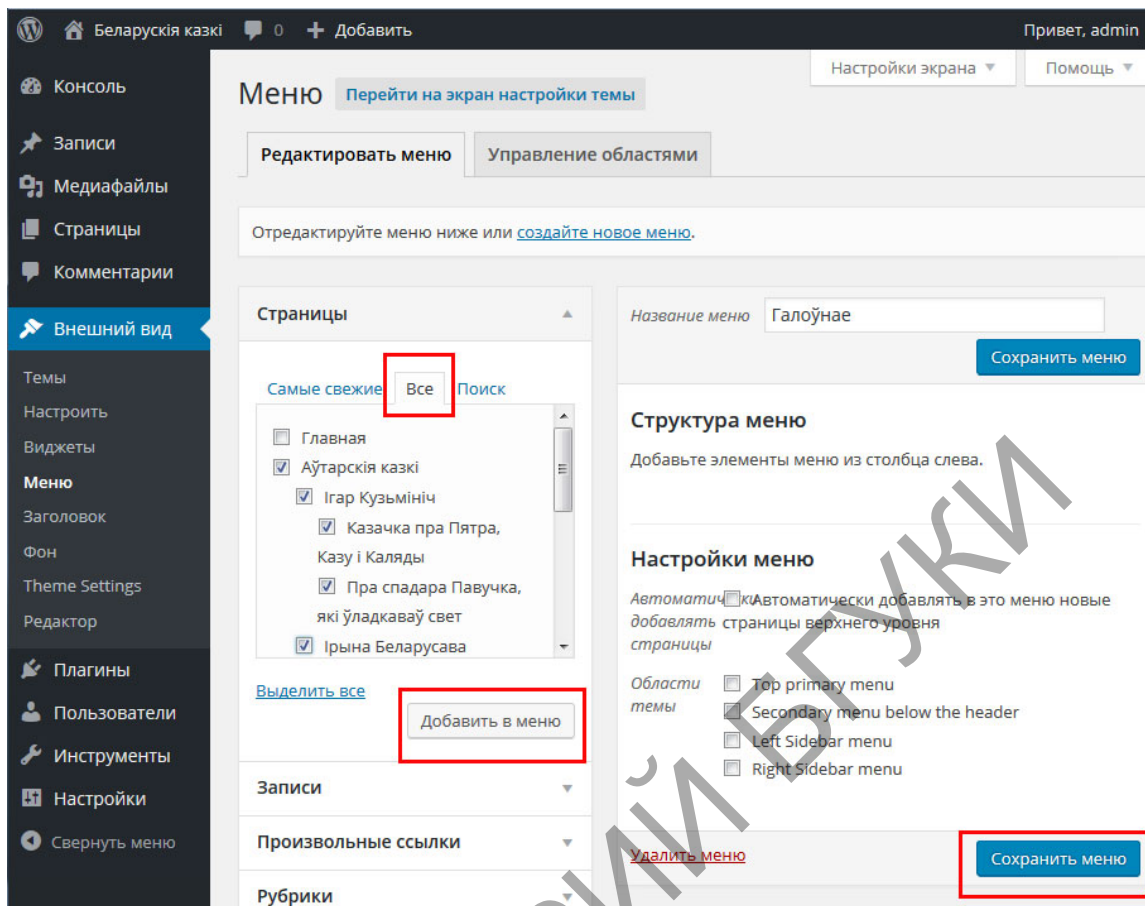 Беларускія казкі 0 Добавить Привет, admin
Настройки экрана Помощь
Консоль
Записи
Медиафайлы
Страницы
Комментарии
Внешний вид
Темы
Настроить
Виджеты
Меню
Заголовок
Фон
Theme Settings
Редактор
Плагины
Пользователи
Инструменты
Настройки
Свернуть меню
Меню Перейти на экран настройки темы
Редактировать меню Управление областями
Отредактируйте меню ниже или создайте новое меню.
Страницы
Самые свежие Все Поиск
Главная
Аўтарскія казкі
Ігар Кузьмініч
Казачка пра Пятра,
Казу і Каляды
Пра спадара Павучка,
які ўладкаваў свет
Ірына Беларусава
Выделить все
Добавить в меню
Записи
Произвольные ссылки
Рубрики
Название меню Галоўнае
Сохранить меню
Структура меню
Добавьте элементы меню из столбца слева.
Настройки меню
Автоматически
добавлять
страницы
Автоматически добавлять в это меню новые
страницы верхнего уровня
Области
темы
Top primary menu
Secondary menu below the header
Left Sidebar menu
Right Sidebar menu
Удалить меню Сохранить меню
БГУКИ